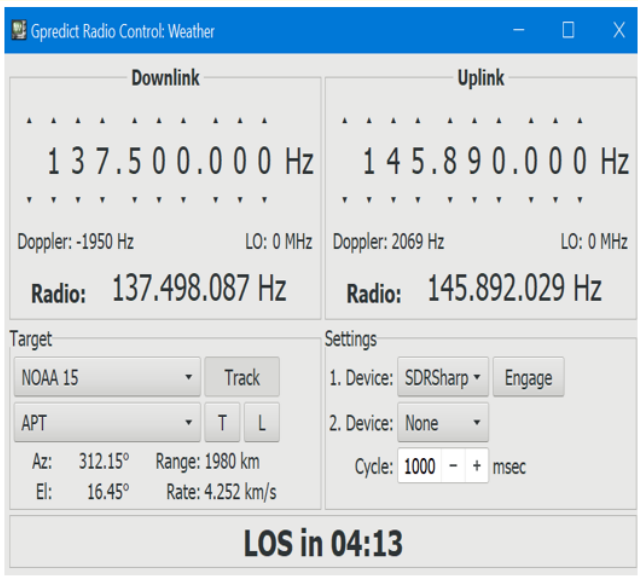 Gpredict Radio Control: Weather
Downlink
137.500.000 Hz
Doppler: -1950 Hz LO: 0 MHz
Radio: 137.498.087 Hz
Uplink
145.890.000 Hz
Doppler: 2069 Hz LO: 0 MHz
Radio: 145.892.029 Hz
Target
NOAA 15 Track
APT T L
Az: 312.15° Range: 1980 km
El: 16.45° Rate: 4.252 km/s
Settings
1. Device: SDRSharp Engage
2. Device: None
Cycle: 1000 - + msec
LOS in 04:13